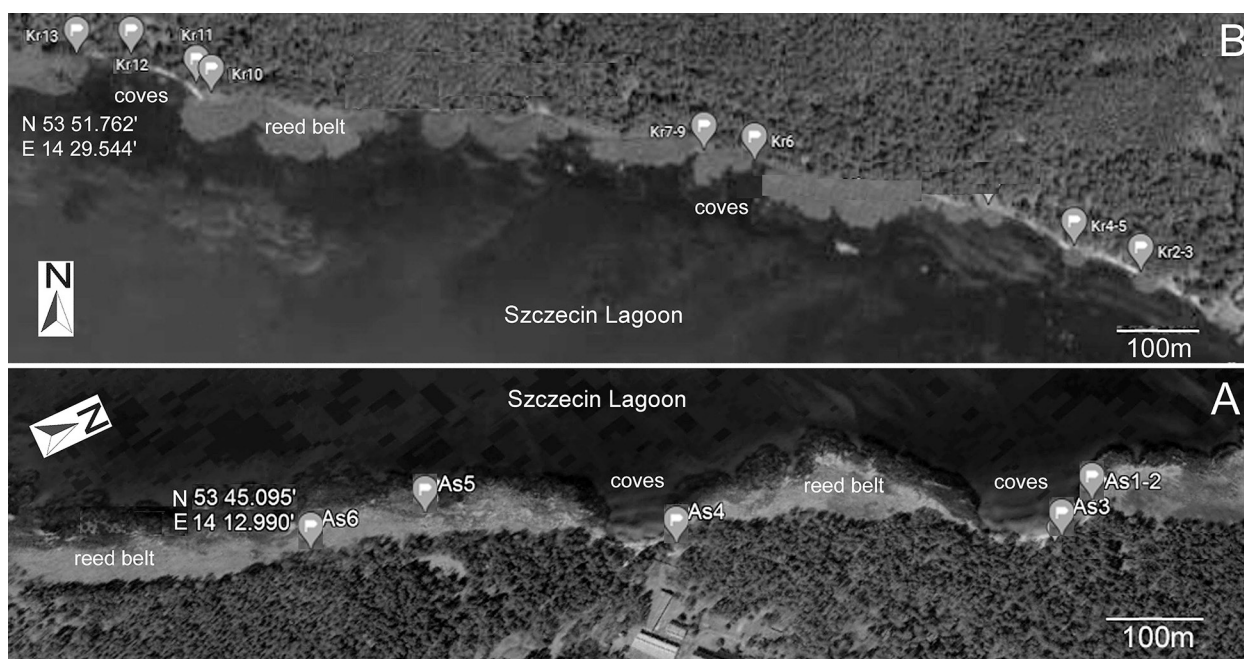 B
Kr13
Kr12
Kr11
Kr10
coves
reed belt
N 53 51.762'
E 14 29.544'
Kr7-9
Kr6
coves
Kr4-5
Kr2-3
N
Szczecin Lagoon
100m
A
Szczecin Lagoon
N
N 53 45.095'
E 14 12.990'
As5
As6
reed belt
coves
As4
reed belt
coves
As1-2
As3
100m